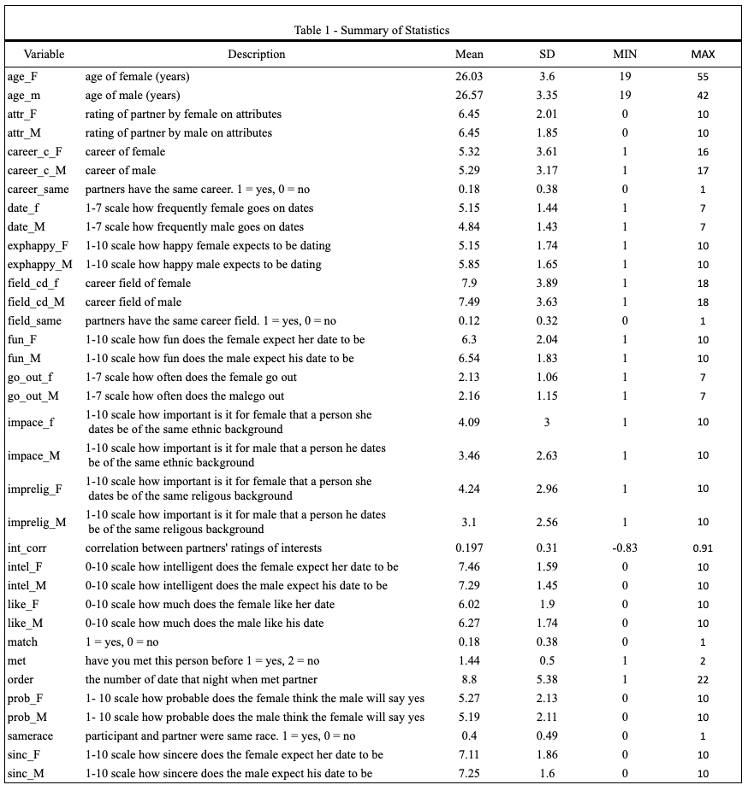 Table 1 - Summary of Statistics
Variable Description Mean SD MIN MAX
age_F age of female (years) 26.03 3.6 19 55
age_m age of male (years) 26.57 3.35 19 42
attr_F rating of partner by female on attributes 6.45 2.01 0 10
attr_M rating of partner by male on attributes 6.45 1.85 0 10
career_c_F career of female 5.32 3.61 1 16
career_c_M career of male 5.29 3.17 1 17
career_same partners have the same career. 1 = yes, 0 = no 0.18 0.38 0 1
date_f 1-7 scale how frequently female goes on dates 5.15 1.44 1 7
date_M 1-7 scale how frequently male goes on dates 4.84 1.43 1 7
exphappy_F 1-10 scale how happy female expects to be dating 5.15 1.74 1 10
exphappy_M 1-10 scale how happy male expects to be dating 5.85 1.65 1 10
field_cd_f career field of female 7.9 3.89 1 18
field_cd_M career field of male 7.49 3.63 1 18
field_same partners have the same career field. 1 = yes, 0 = no 0.12 0.32 0 1
fun_F 1-10 scale how fun does the female expect her date to be 6.3 2.04 1 10
fun_M 1-10 scale how fun does the male expect his date to be 6.54 1.83 1 10
go_out_f 1-7 scale how often does the female go out 2.13 1.06 1 7
go_out_M 1-7 scale how often does the malego out 2.16 1.15 1 7
impace_f 1-10 scale how important is it for female that a person she
dates be of the same ethnic background 4.09 3 1 10
impace_M 1-10 scale how important is it for male that a person he dates
be of the same ethnic background 3.46 2.63 1 10
imprelig_F 1-10 scale how important is it for female that a person she
dates be of the same religous background 4.24 2.96 1 10
imprelig_M 1-10 scale how important is it for male that a person he dates
be of the same religous background 3.1 2.56 1 10
int_corr correlation between partners' ratings of interests 0.197 0.31 -0.83 0.91
intel_F 0-10 scale how intelligent does the female expect her date to be 7.46 1.59 0 10
intel_M 0-10 scale how intelligent does the male expect his date to be 7.29 1.45 0 10
like_F 0-10 scale how much does the female like her date 6.02 1.9 0 10
like_M 0-10 scale how much does the male like his date 6.27 1.74 0 10
match 1 = yes, 0 = no 0.18 0.38 0 1
met have you met this person before 1 = yes, 2 = no 1.44 0.5 1 2
order the number of date that night when met partner 8.8 5.38 1 22
prob_F 1- 10 scale how probable does the female think the male will say yes 5.27 2.13 0 10
prob_M 1- 10 scale how probable does the male think the female will say yes 5.19 2.11 0 10
samerace participant and partner were same race. 1 = yes, 0 = no 0.4 0.49 0 1
sinc_F 1-10 scale how sincere does the female expect her date to be 7.11 1.86 0 10
sinc_M 1-10 scale how sincere does the male expect his date to be 7.25 1.6 0 10